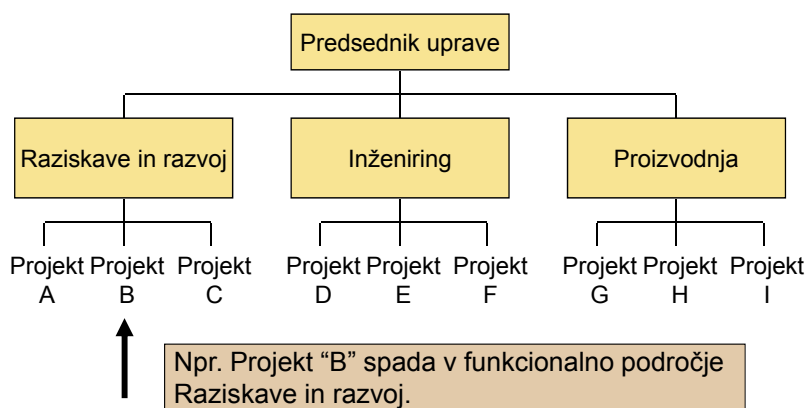 Predsednik uprave
Raziskave in razvoj
Inženiring
Proizvodnja
Projekt Projekt Projekt
A B C
Projekt Projekt Projekt
D E F
Projekt Projekt Projekt
G H I
Npr. Projekt “B” spada v funkcionalno področje
Raziskave in razvoj.